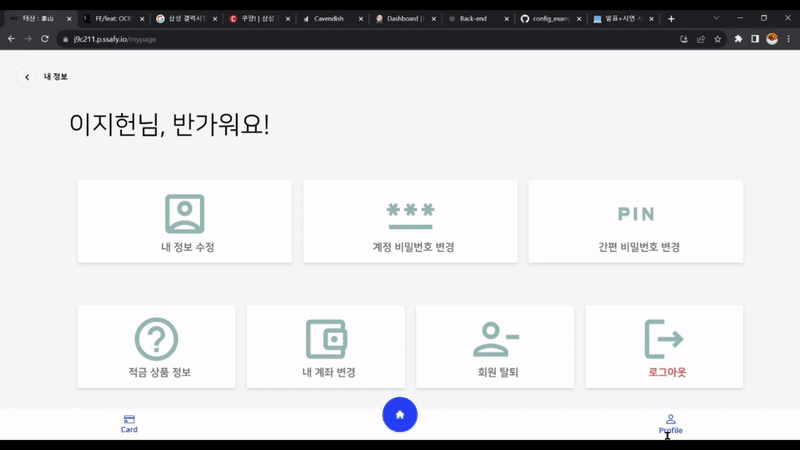 태산 : 泰山
FE/feat: OCR
삼성 갤럭시
쿠팡! | 삼성
Cavendish
Dashboard [
Back-end
config_examp
발표+시연 시
j9c211.p.ssafy.io/mypage
내 정보
이지헌님, 반가워요!
내 정보 수정
계정 비밀번호 변경
PIN
간편 비밀번호 변경
적금 상품 정보
내 계좌 변경
회원 탈퇴
로그아웃
Card
Profile